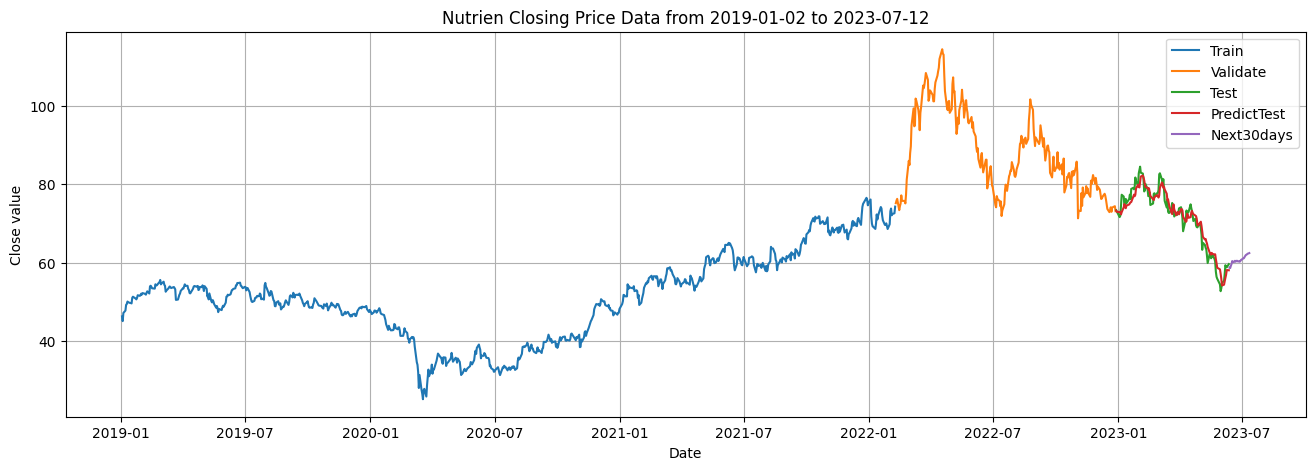 Nutrien Closing Price Data from 2019-01-02 to 2023-07-12
Train
Validate
Test
PredictTest
Next30days
Close value
100
80
60
40
2019-01
2019-07
2020-01
2020-07
2021-01
2021-07
2022-01
2022-07
2023-01
2023-07
Date